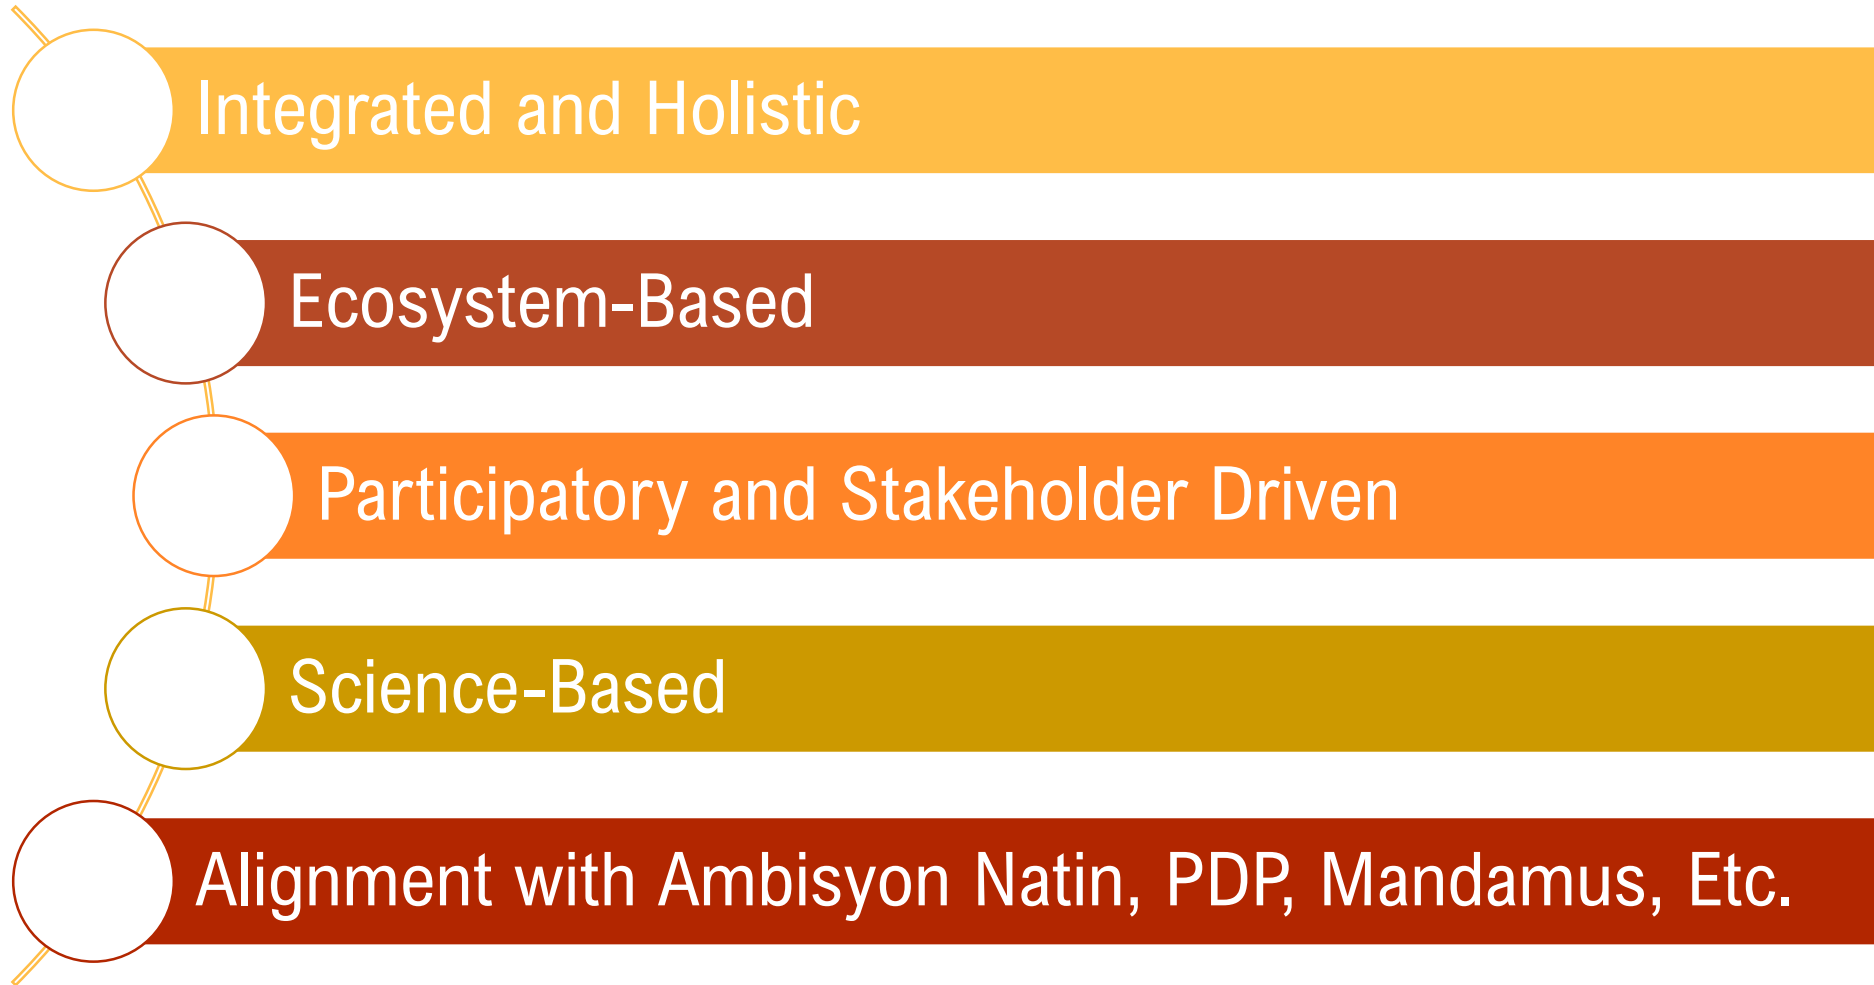 Integrated and Holistic
Ecosystem-Based
Participatory and Stakeholder Driven
Science-Based
Alignment with Ambisyon Natin, PDP, Mandamus, Etc.